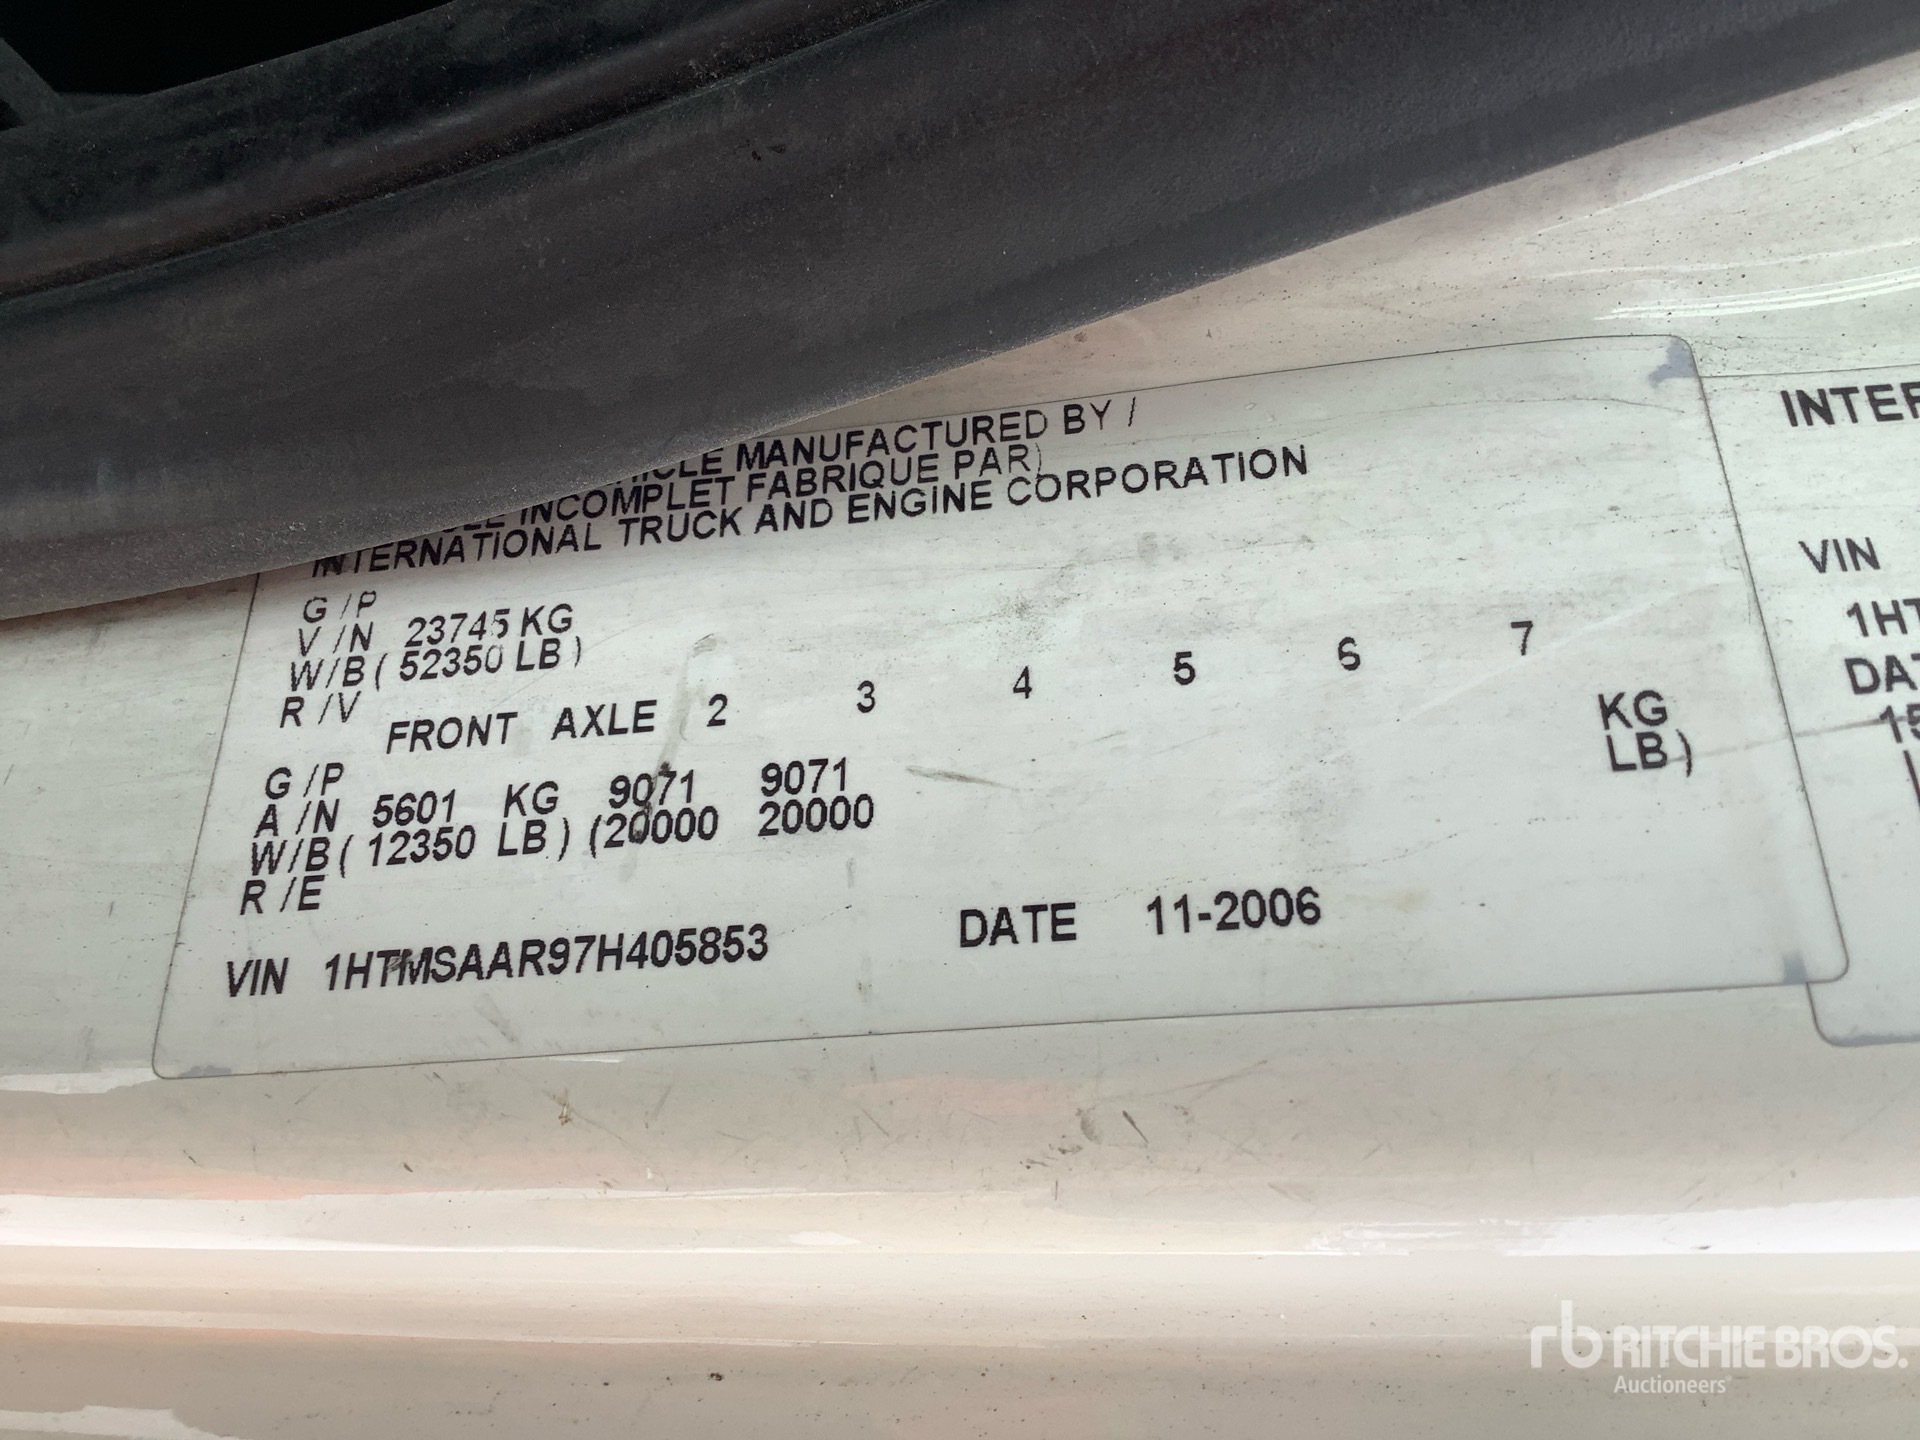 MANUFACTURED BY /
INCOMPLET FABRIQUE PAR)
INTERNATIONAL TRUCK AND ENGINE CORPORATION
G /P
V /N 23745 KG
W/B ( 52350 LB )
R /V
FRONT AXLE 2 3 4 5 6 7
G /P
A /N 5601 KG 9071 9071 KG
W/B ( 12350 LB ) (20000 20000 LB )
R /E
VIN 1HTMSAAR97H405853 DATE 11-2006
INTER
VIN
1HT
DAT
15
rb RITCHIE BROS.
Auctioneers